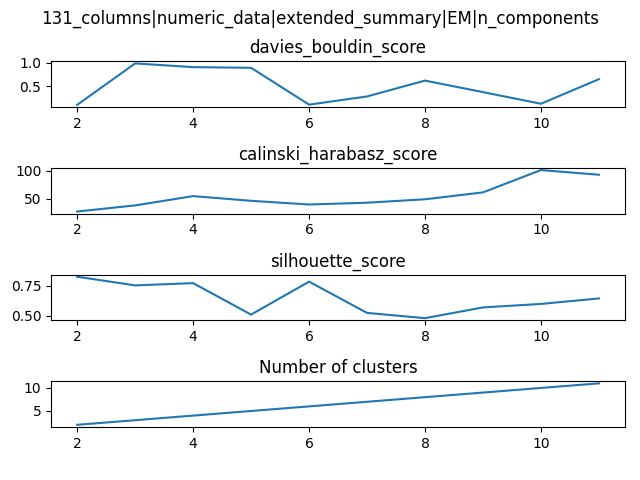 131_columns|numeric_data|extended_summary|EM|n_components
davies_bouldin_score
1.0
0.5
2 4 6 8 10
calinski_harabasz_score
100
50
2 4 6 8 10
silhouette_score
0.75
0.50
2 4 6 8 10
Number of clusters
10
5
2 4 6 8 10